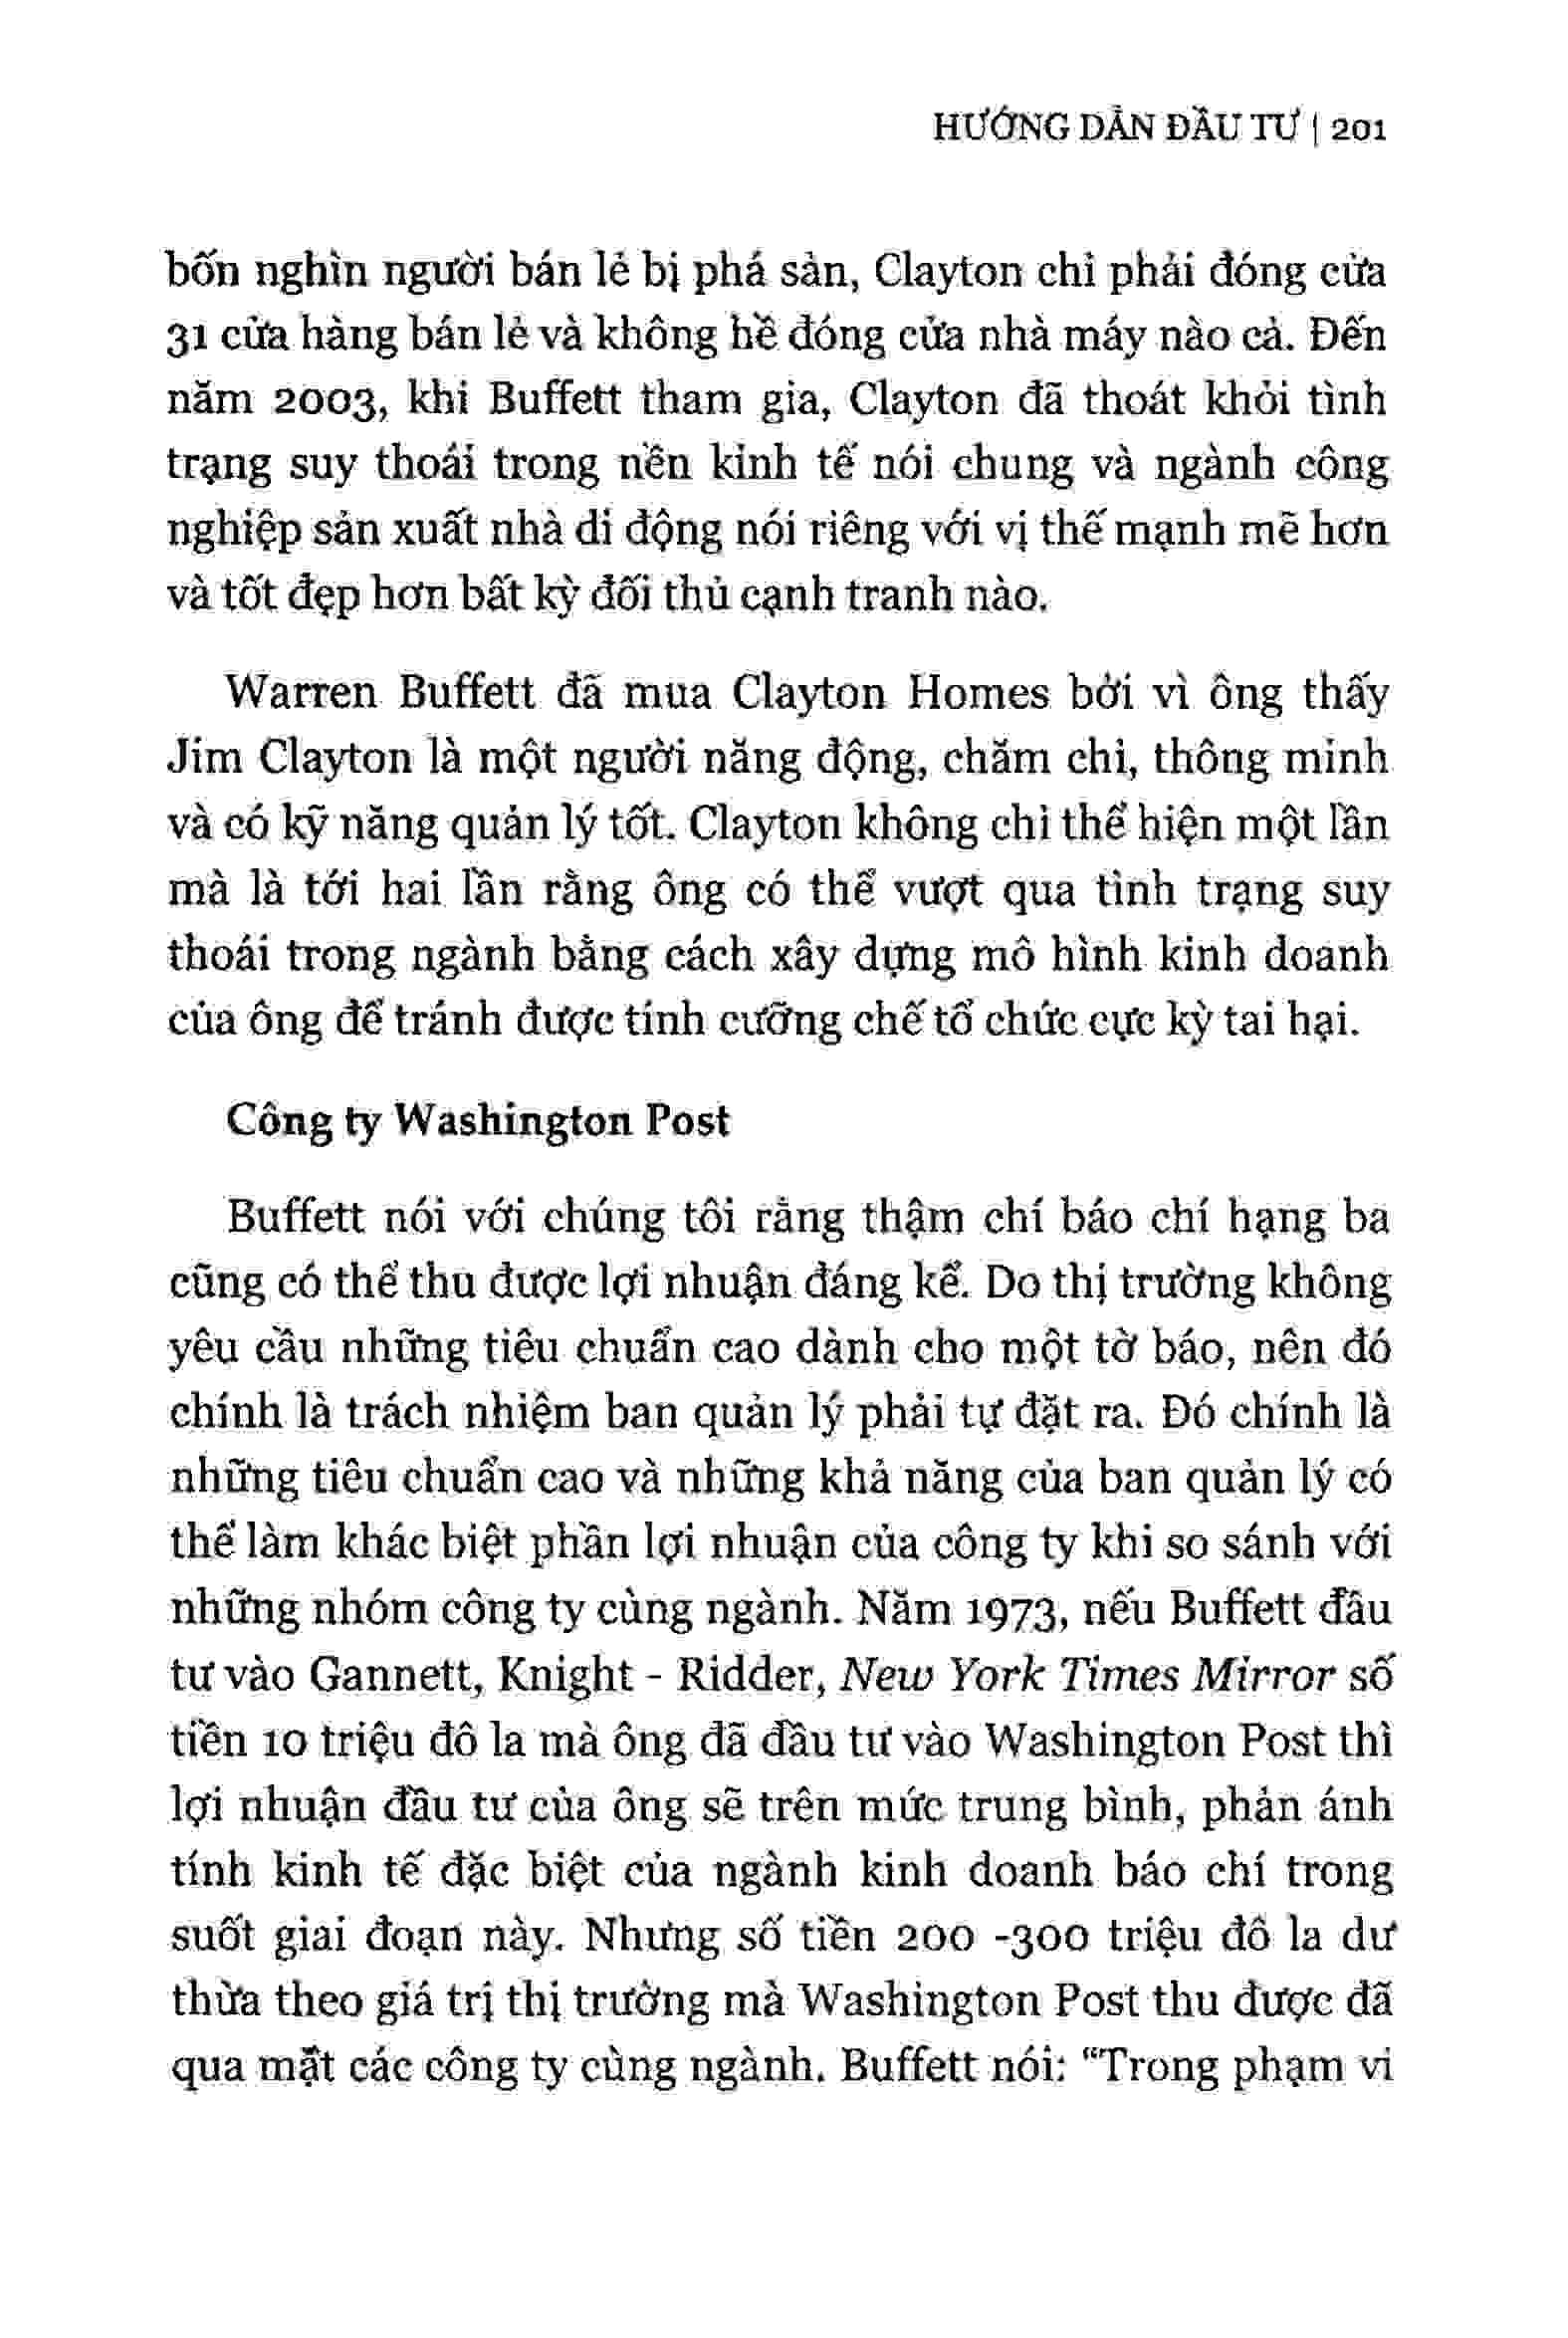 HƯỚNG DẪN ĐẦU TƯ | 201
bốn nghìn người bán lẻ bị phá sản, Clayton chỉ phải đóng cửa
31 cửa hàng bán lẻ và không hề đóng cửa nhà máy nào cả. Đến
năm 2003, khi Buffett tham gia, Clayton đã thoát khỏi tình
trạng suy thoái trong nền kinh tế nói chung và ngành công
nghiệp sản xuất nhà di động nói riêng với vị thế mạnh mẽ hơn
và tốt đẹp hơn bất kỳ đối thủ cạnh tranh nào.
Warren Buffett đã mua Clayton Homes bởi vì ông thấy
Jim Clayton là một người năng động, chăm chỉ, thông minh
và có kỹ năng quản lý tốt. Clayton không chỉ thể hiện một lần
mà là tới hai lần rằng ông có thể vượt qua tình trạng suy
thoái trong ngành bằng cách xây dựng mô hình kinh doanh
của ông để tránh được tính cưỡng chế tổ chức cực kỳ tai hại.
Công ty Washington Post
Buffett nói với chúng tôi rằng thậm chí báo chí hạng ba
cũng có thể thu được lợi nhuận đáng kể. Do thị trường không
yêu cầu những tiêu chuẩn cao dành cho một tờ báo, nên đó
chính là trách nhiệm ban quản lý phải tự đặt ra. Đó chính là
những tiêu chuẩn cao và những khả năng của ban quản lý có
thể làm khác biệt phần lợi nhuận của công ty khi so sánh với
những nhóm công ty cùng ngành. Năm 1973, nếu Buffett đầu
tư vào Gannett, Knight - Ridder, New York Times Mirror số
tiền 10 triệu đô la mà ông đã đầu tư vào Washington Post thì
lợi nhuận đầu tư của ông sẽ trên mức trung bình, phản ánh
tính kinh tế đặc biệt của ngành kinh doanh báo chí trong
suốt giai đoạn này. Nhưng số tiền 200 -300 triệu đô la dư
thừa theo giá trị thị trường mà Washington Post thu được đã
qua mặt các công ty cùng ngành. Buffett nói: “Trong phạm vi